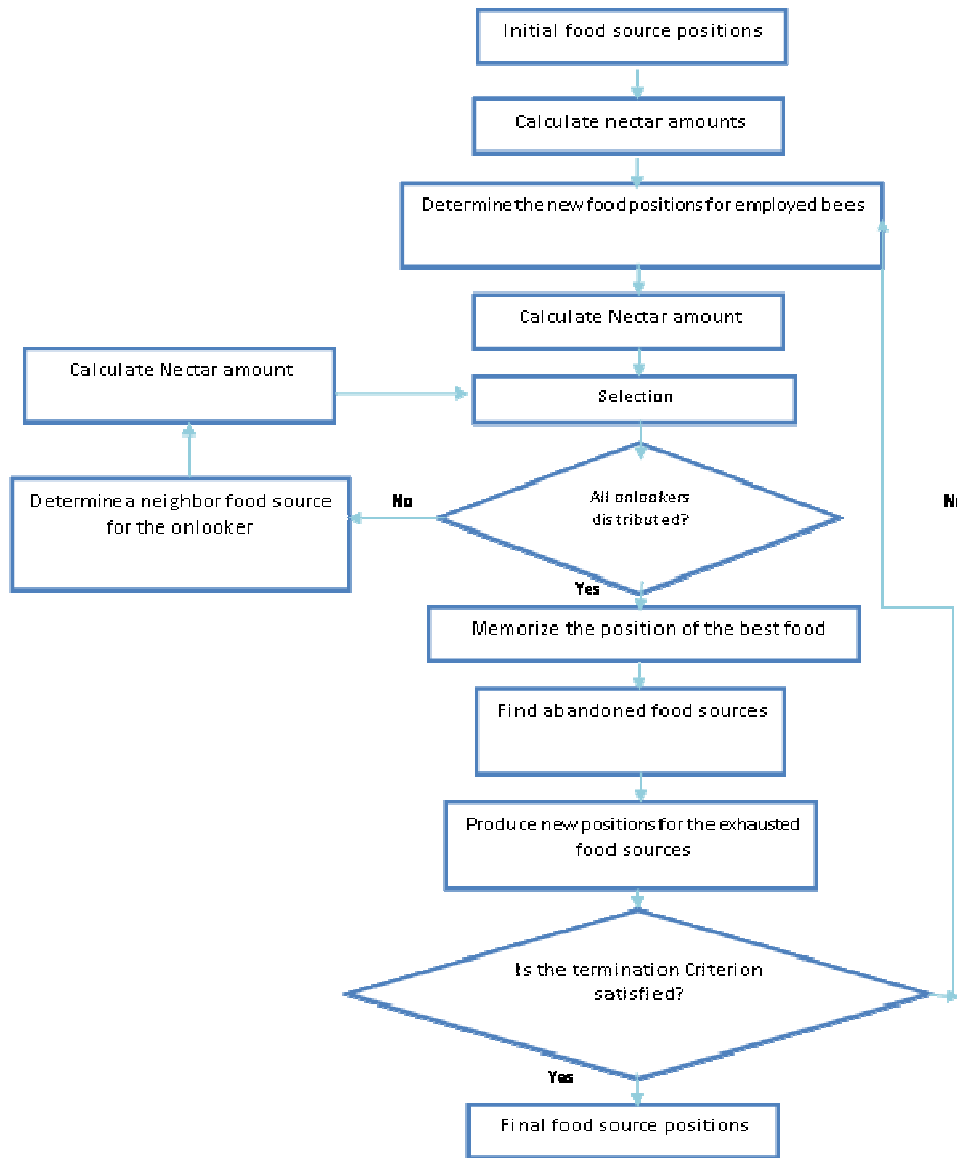 Initial food source positions
Calculate nectar amounts
Determine the new food positions for employed bees
Calculate Nectar amount
Calculate Nectar amount
Selection
All onlookers
distributed?
No
Determine a neighbor food source
for the onlooker
Yes
Memorize the position of the best food
Find abandoned food sources
Produce new positions for the exhausted
food sources
Is the termination Criterion
satisfied?
Yes
Final food source positions